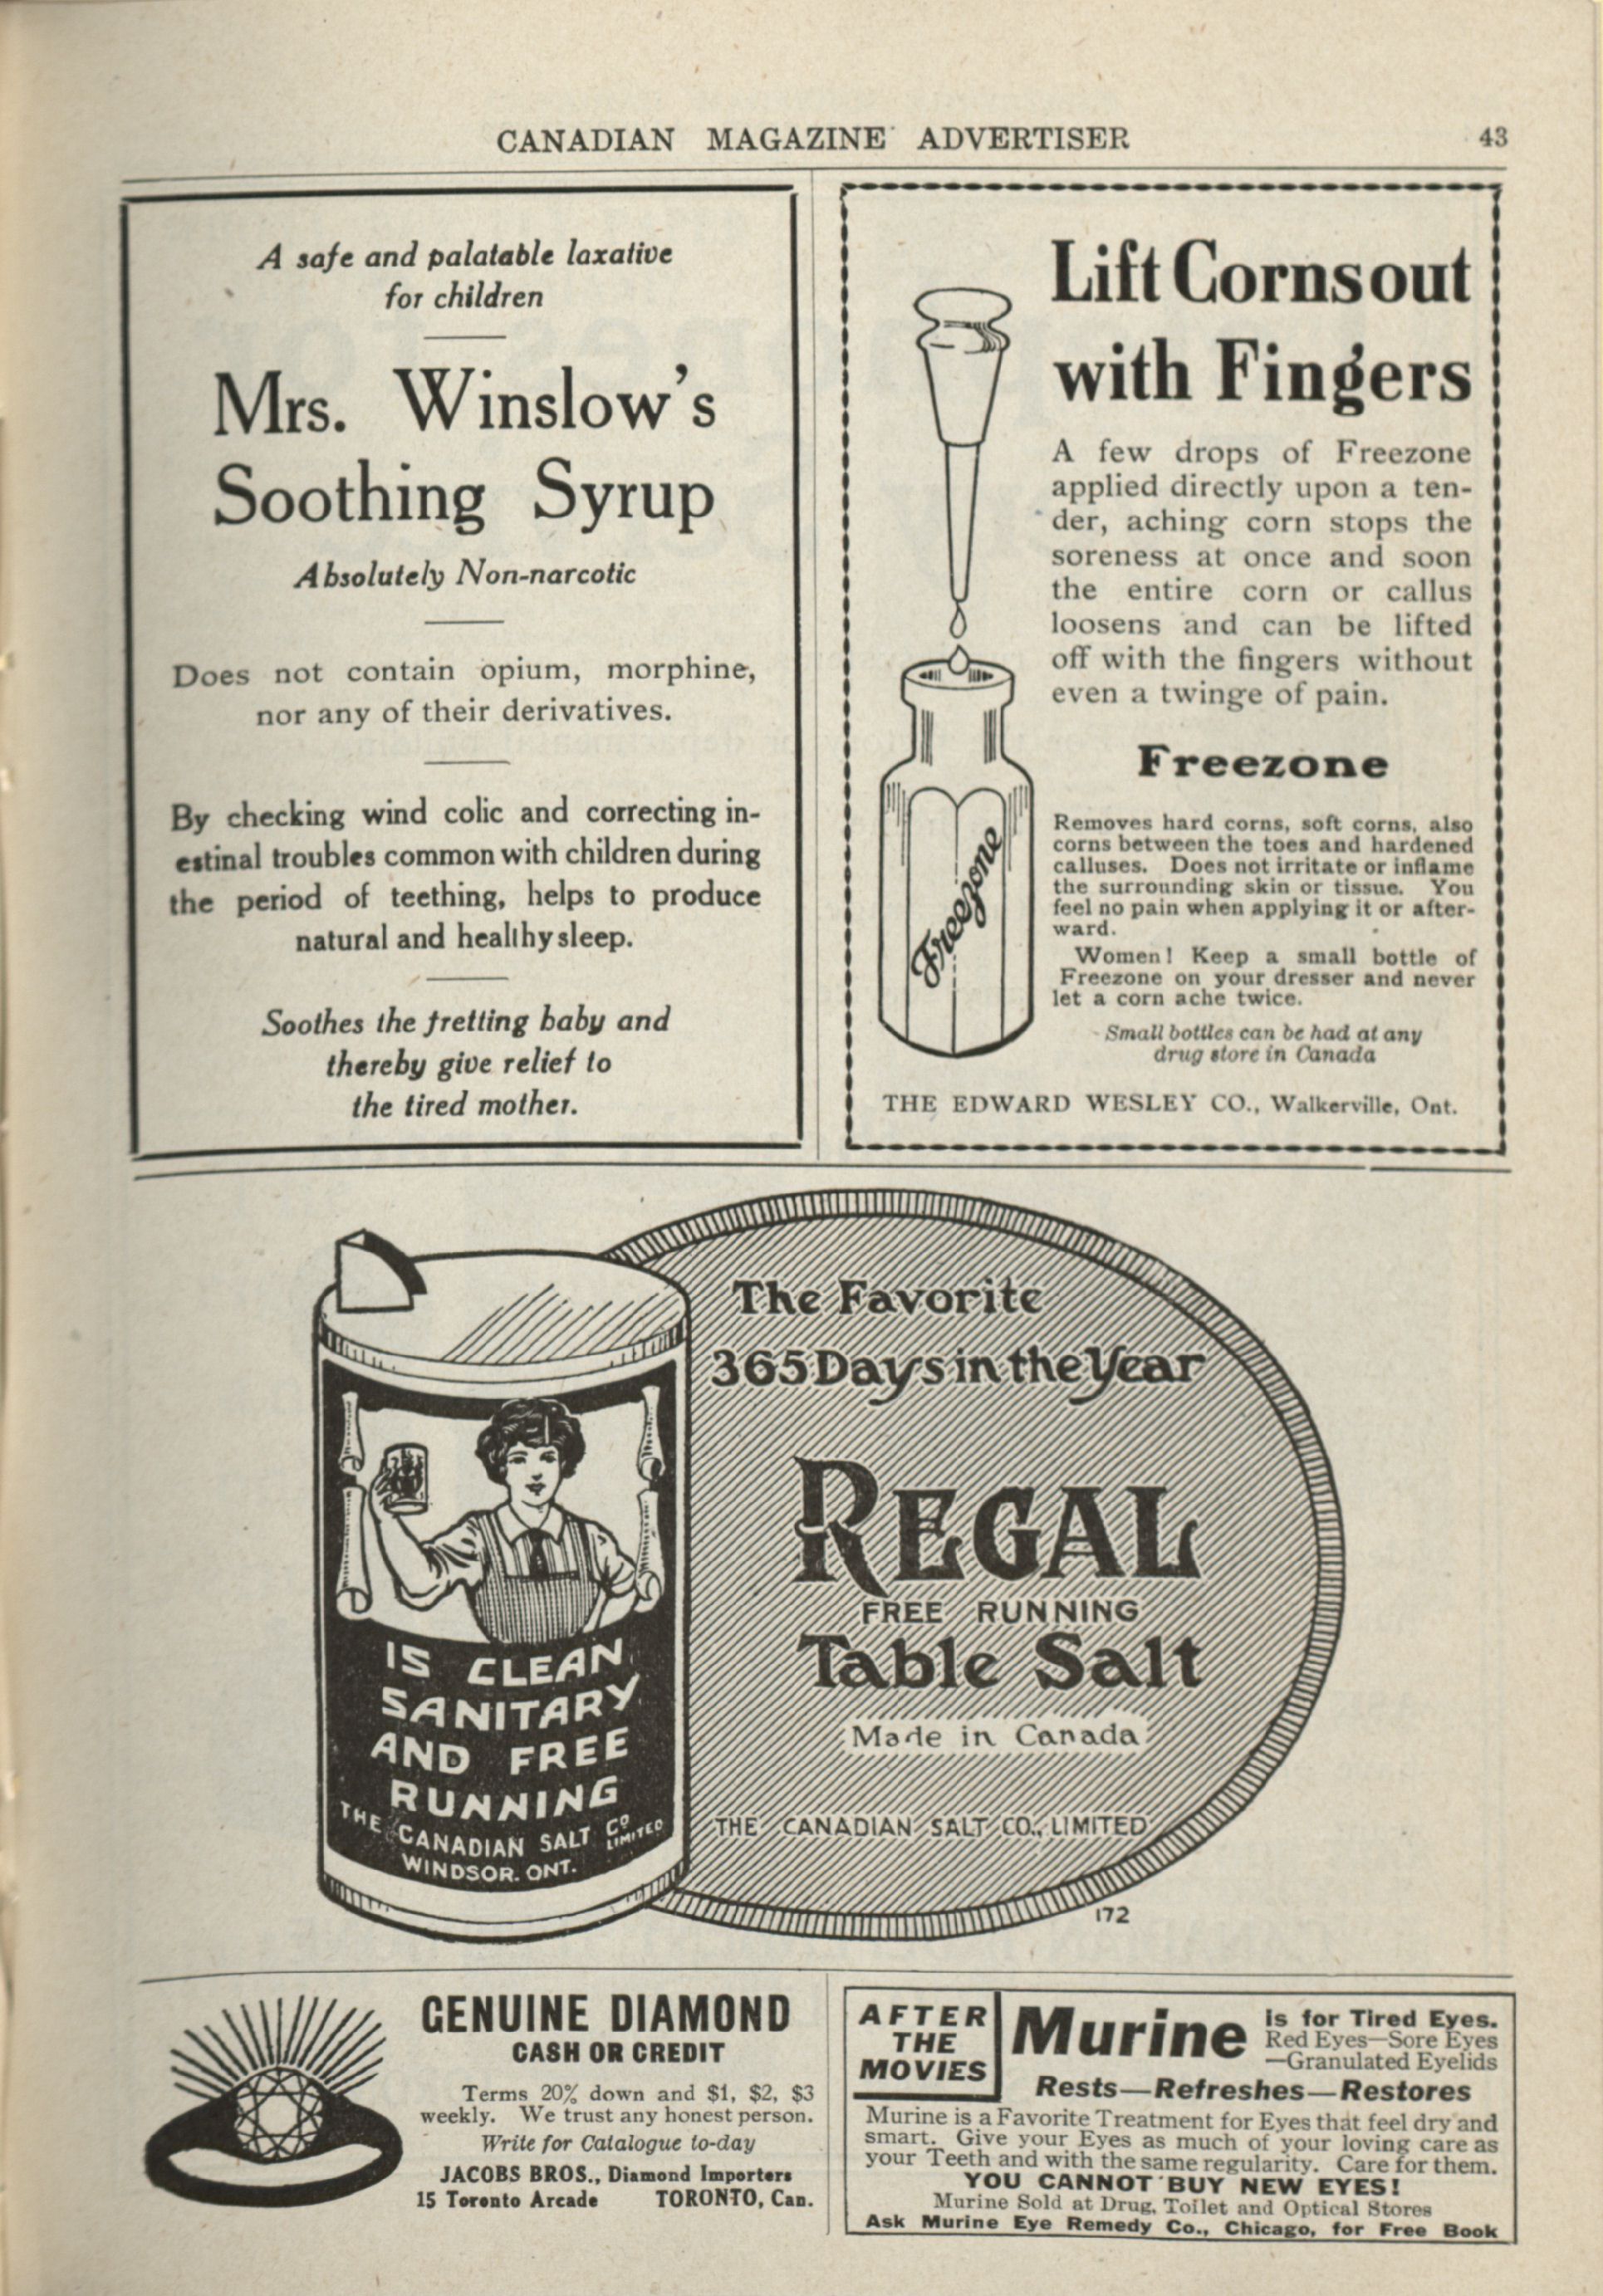 CANADIAN MAGAZINE ADVERTISER 43
A safe and palatable laxative
for children
Mrs. Winslow's
Soothing Syrup
Absolutely Non-narcotic
Does not contain opium, morphine,
nor any of their derivatives.
By checking wind colic and correcting in-
estinal troubles common with children during
the period of teething, helps to produce
natural and healthy sleep.
Soothes the fretting baby and
thereby give relief to
the tired mother.
Lift Corns out
with Fingers
A few drops of Freezone
applied directly upon a ten-
der, aching corn stops the
soreness at once and soon
the entire corn or callus
loosens and can be lifted
off with the fingers without
even a twinge of pain.
Freezone
Removes hard corns, soft corns, also
corns between the toes and hardened
calluses. Does not irritate or inflame
the surrounding skin or tissue. You
feel no pain when applying it or after-
ward.
Women! Keep a small bottle of
Freezone on your dresser and never
let a corn ache twice.
Small bottles can be had at any
drug store in Canada
Freezone
THE EDWARD WESLEY CO., Walkerville, Ont.
The Favorite
365 Days in the Year
REGAL
FREE RUNNING
Table Salt
Made in Canada
THE CANADIAN SALT CO., LIMITED
172
IS CLEAN
SANITARY
AND FREE
RUNNING
THE CANADIAN SALT CO LIMITED
WINDSOR. ONT.
GENUINE DIAMOND
CASH OR CREDIT
Terms 20% down and $1, $2, $3
weekly. We trust any honest person.
Write for Catalogue to-day
JACOBS BROS., Diamond Importers
15 Toronto Arcade TORONTO, Can.
AFTER
THE
MOVIES
Murine
is for Tired Eyes.
Red Eyes—Sore Eyes
—Granulated Eyelids
Rests—Refreshes—Restores
Murine is a Favorite Treatment for Eyes that feel dry and
smart. Give your Eyes as much of your loving care as
your Teeth and with the same regularity. Care for them.
YOU CANNOT BUY NEW EYES!
Murine Sold at Drug, Toilet and Optical Stores
Ask Murine Eye Remedy Co., Chicago, for Free Book